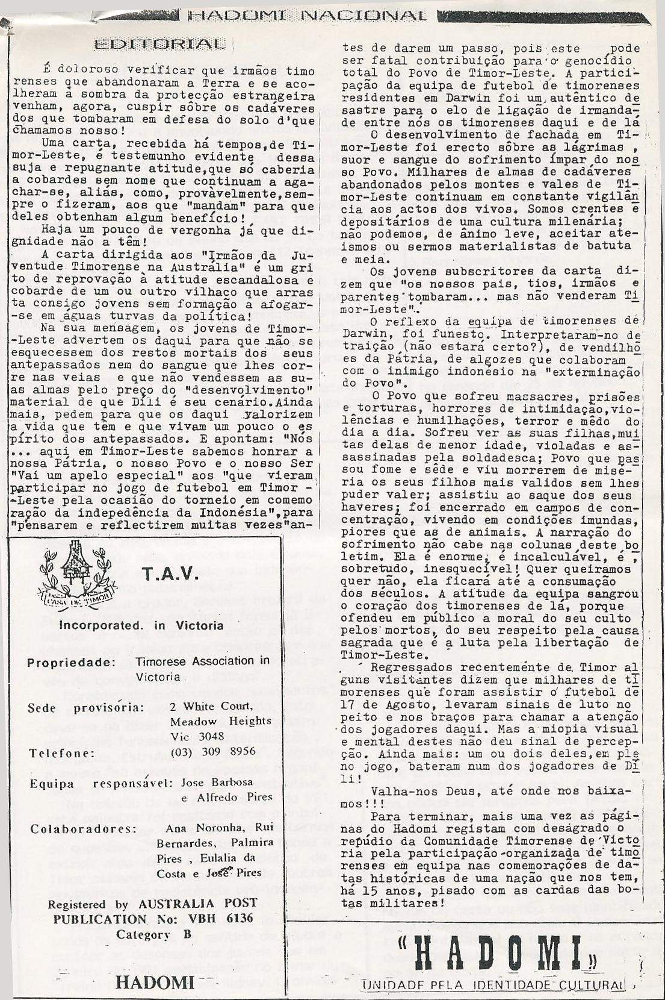 HADOMI NACIONAL
EDITORIAL
É doloroso verificar que irmãos timo
renses que abandonaram a Terra e se aco-
lheram à sombra da protecção estrangeira
venham, agora, cuspir sôbre os cadáveres
dos que tombaram em defesa do solo d'que
chamamos nosso!
Uma carta, recebida há tempos,de Ti-
mor-Leste, é testemunho evidente dessa
suja e repugnante atitude,que só caberia
a cobardes sem nome que continuam a aga-
char-se, aliás, como, provàvelmente,sem-
pre o fizeram, aos que "mandam" para que
deles obtenham algum benefício!
Haja um pouco de vergonha já que di-
gnidade não a têm!
A carta dirigida aos "Irmãos da Ju-
ventude Timorense na Austrália" é um gri
to de reprovação à atitude escandalosa e
cobarde de um ou outro vilhaço que arras
ta consigo jovens sem formação a afogar-
-se em águas turvas da política!
Na sua mensagem, os jovens de Timor-
-Leste advertem os daqui para que não se
esquecessem dos restos mortais dos seus
antepassados nem do sangue que lhes cor-
re nas veias e que não vendessem as su-
as almas pelo preço do "desenvolvimento"
material de que Díli é seu cenário.Ainda
mais, pedem para que os daqui valorizem
a vida que têm e que vivam um pouco o es
pírito dos antepassados. E apontam: "Nós
... aqui em Timor-Leste sabemos honrar a
nossa Pátria, o nosso Povo e o nosso Ser
"Vai um apelo especial" aos "que vieram
participar no jogo de futebol em Timor -
-Leste pela ocasião do torneio em comemo
ração da indepedência da Indonésia",para
"pensarem e reflectirem muitas vezes"an-
tes de darem um passo, pois este pode
ser fatal contribuição para o genocídio
total do Povo de Timor-Leste. A partici-
pação da equipa de futebol de timorenses
residentes em Darwin foi um autêntico de
sastre para o elo de ligação de irmanda-
de entre nós os timorenses daqui e de lá
O desenvolvimento de fachada em Ti-
mor-Leste foi erecto sôbre as lágrimas ,
suor e sangue do sofrimento ímpar do nos
so Povo. Milhares de almas de cadáveres
abandonados pelos montes e vales de Ti-
mor-Leste continuam em constante vigilân
cia aos actos dos vivos. Somos crentes e
depositários de uma cultura milenária;
não podemos, de ânimo leve, aceitar ate-
ismos ou sermos materialistas de batuta
e meia.
Os jovens subscritores da carta di-
zem que "os nossos pais, tios, irmãos e
parentes tombaram... mas não venderam Ti
mor-Leste".
O reflexo da equipa de timorenses de
Darwin, foi funesto. Interpretaram-no de
traição (não estará certo?), de vendilhõ
es da Pátria, de algozes que colaboram
com o inimigo indonésio na "exterminação
do Povo".
O Povo que sofreu massacres, prisões
e torturas, horrores de intimidação,vio-
lências e humilhações, terror e mêdo do
dia a dia. Sofreu ver as suas filhas,mui
tas delas de menor idade, violadas e as-
sassinadas pela soldadesca; Povo que pas
sou fome e sêde e viu morrerem de misé-
ria os seus filhos mais validos sem lhes
puder valer; assistiu ao saque dos seus
haveres; foi encerrado em campos de con-
centração, vivendo em condições imundas,
piores que as de animais. A narração do
sofrimento não cabe nas colunas deste bo
letim. Ela é enorme, é incalculável, é ,
sobretudo, inesquecível! Quer queiramos
quer não, ela ficará até a consumação
dos séculos. A atitude da equipa sangrou
o coração dos timorenses de lá, porque
ofendeu em público a moral do seu culto
pelos mortos, do seu respeito pela causa
sagrada que é a luta pela libertação de
Timor-Leste.
Regressados recentemente de Timor al
guns visitantes dizem que milhares de ti
morenses que foram assistir o futebol de
17 de Agosto, levaram sinais de luto no
peito e nos braços para chamar a atenção
dos jogadores daqui. Mas a miopia visual
e mental destes não deu sinal de percep-
ção. Ainda mais: um ou dois deles,em ple
no jogo, bateram num dos jogadores de Dí
li!
Valha-nos Deus, até onde nos baixa-
mos!!!
Para terminar, mais uma vez as pági-
nas do Hadomi registam com desagrado o
repúdio da Comunidade Timorense de Victo
ria pela participação organizada de timo
renses em equipa nas comemorações de da-
tas históricas de uma nação que nos tem,
há 15 anos, pisado com as cardas das bo-
tas militares!
CASA DE TIMOR
T.A.V.
Incorporated. in Victoria
Propriedade: Timorese Association in
Victoria
Sede provisória: 2 White Court,
Meadow Heights
Vic 3048
Telefone: (03) 309 8956
Equipa responsável: Jose Barbosa
e Alfredo Pires
Colaboradores: Ana Noronha, Rui
Bernardes, Palmira
Pires , Eulalia da
Costa e José Pires
Registered by AUSTRALIA POST
PUBLICATION No: VBH 6136
Category B
HADOMI
"HADOMI"
UNIDADE PELA IDENTIDADE CULTURAL